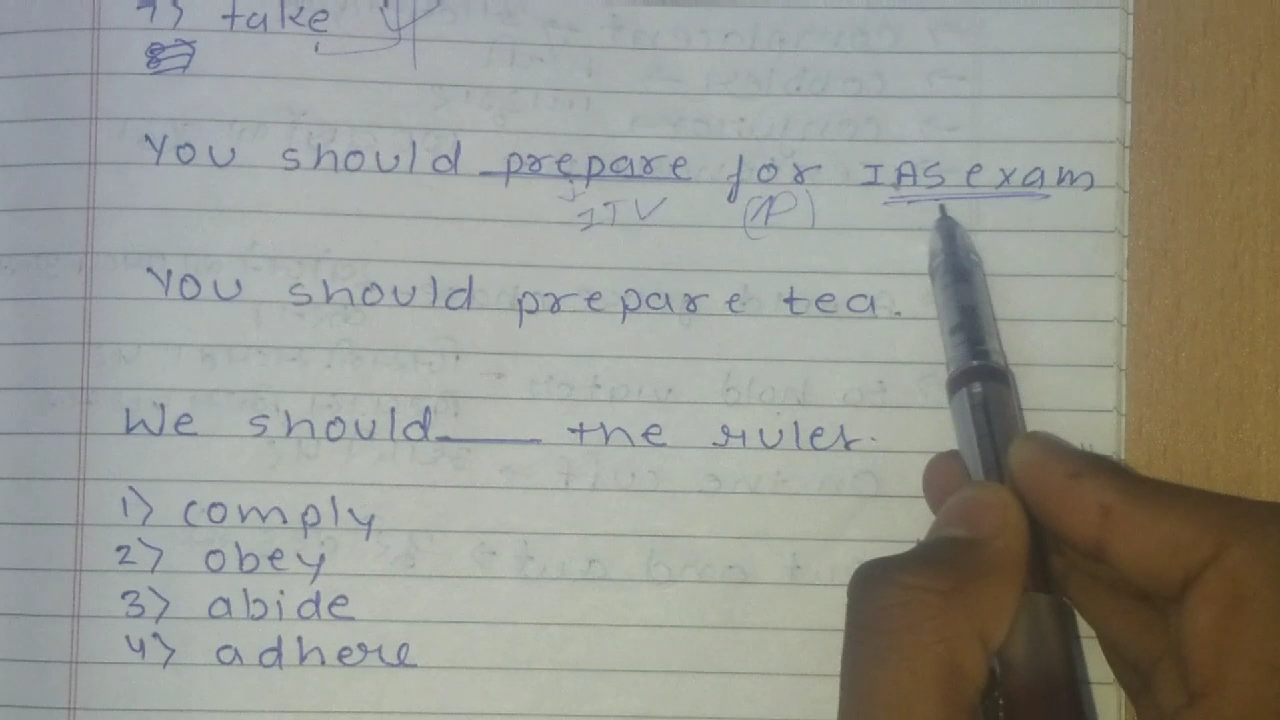 7) take
You should prepare for IAS exam
ITV (P)
You should prepare tea.
We should ____ the rules.
1) comply
2) obey
3) abide
4) adhere